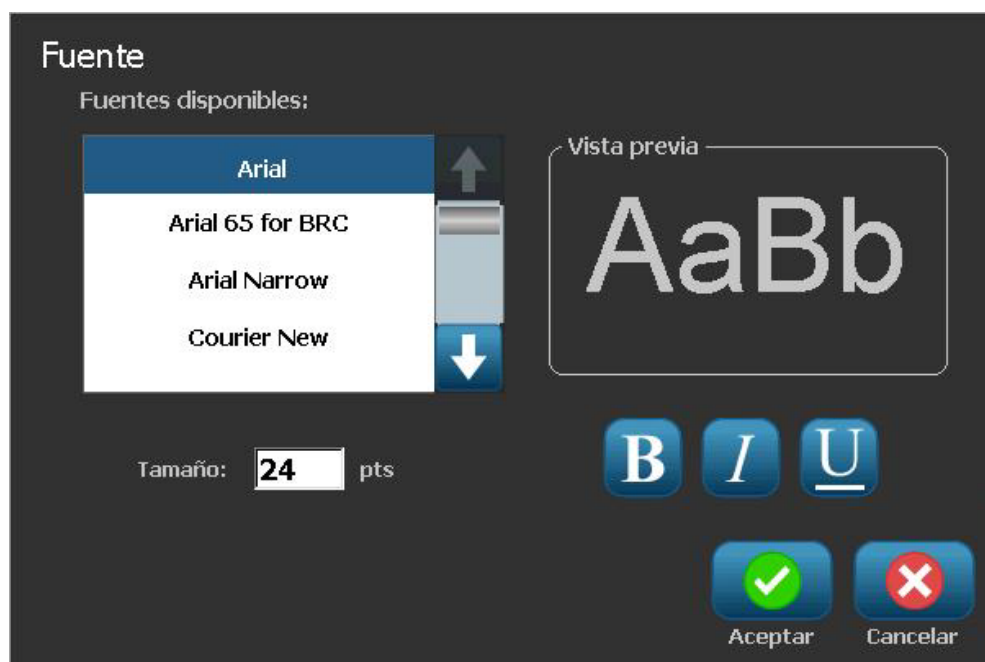 Fuente
Fuentes disponibles:
Arial
Arial 65 for BRC
Arial Narrow
Courier New
Vista previa
AaBb
Tamaño: 24 pts
B I U
Aceptar Cancelar